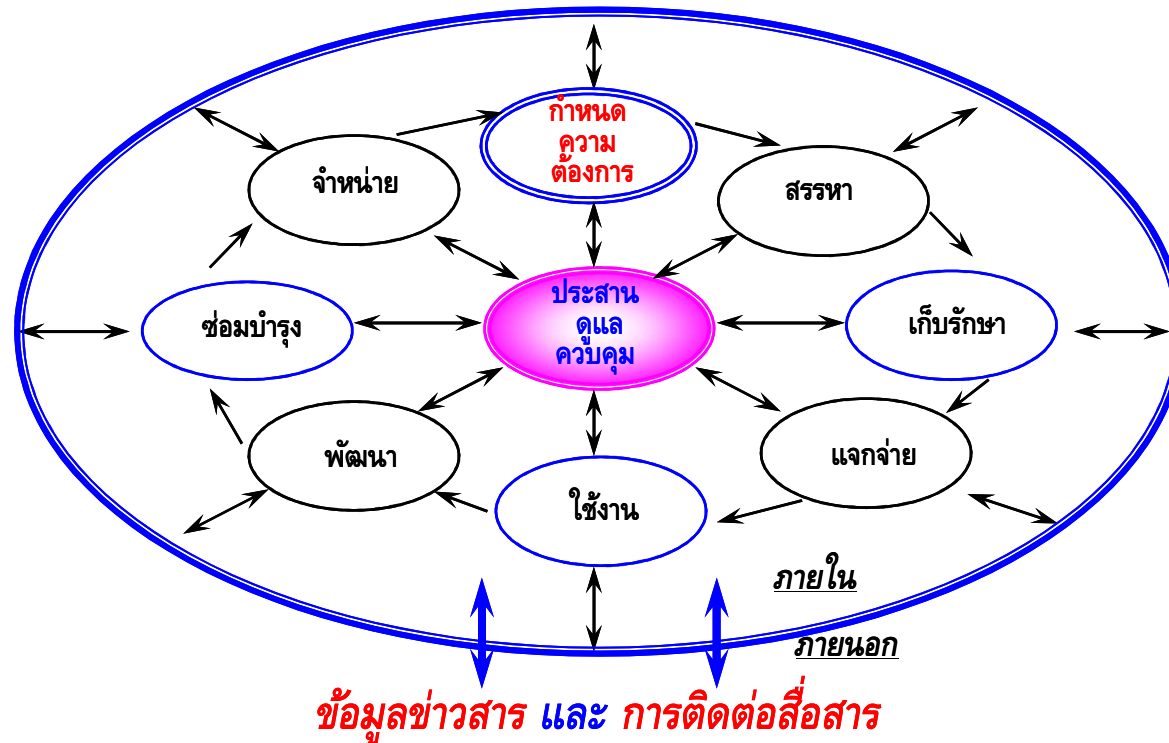 กำหนด
ความ
ต้องการ
จำหน่าย
สรรหา
ประสาน
ดูแล
ควบคุม
ซ่อมบำรุง
เก็บรักษา
พัฒนา
แจกจ่าย
ใช้งาน
ภายใน
ภายนอก
ข้อมูลข่าวสาร และ การติดต่อสื่อสาร